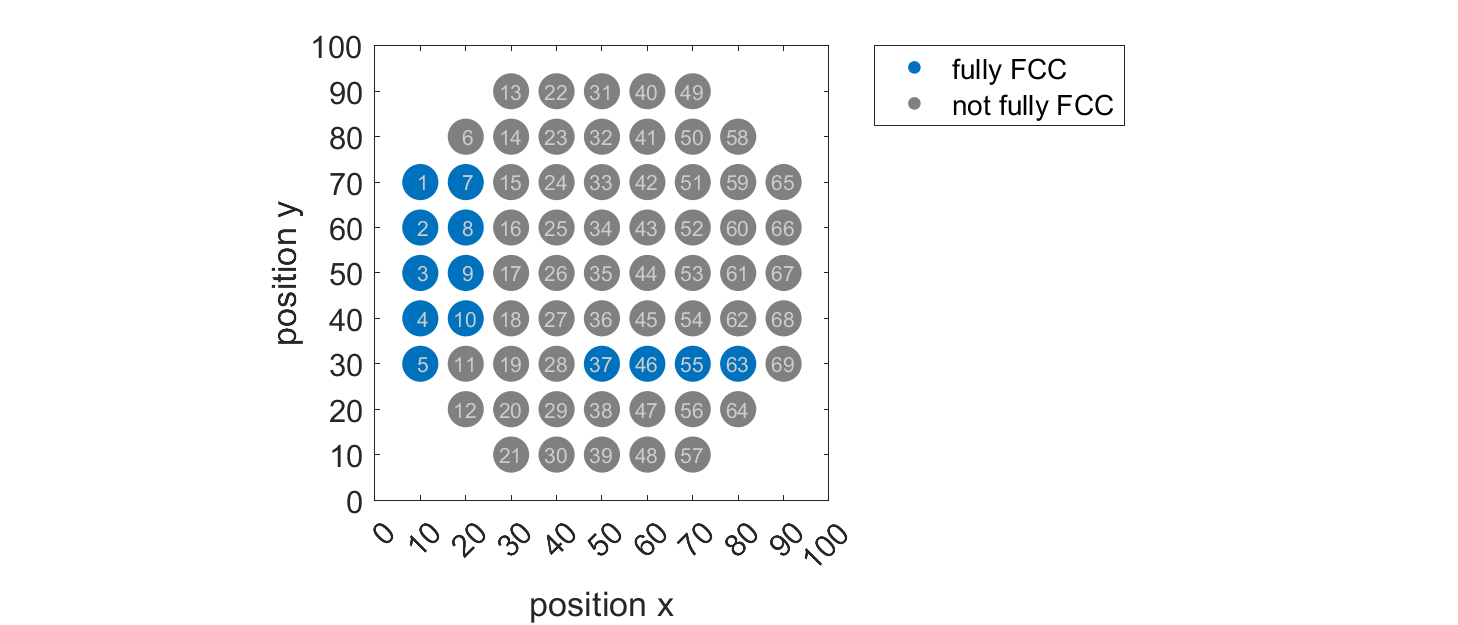 100
fully FCC
90 13 22 31 40 49
not fully FCC
80 6 14 23 32 41 50 58
70 1 7 15 24 33 42 51 59 65
60 2 8 16 25 34 43 52 60 66
50 3 9 17 26 35 44 53 61 67
40 4 10 18 27 36 45 54 62 68
30 5 11 19 28 37 46 55 63 69
20 12 20 29 38 47 56 64
10 21 30 39 48 57
0
position y
0 10 20 30 40 50 60 70 80 90 100
position x